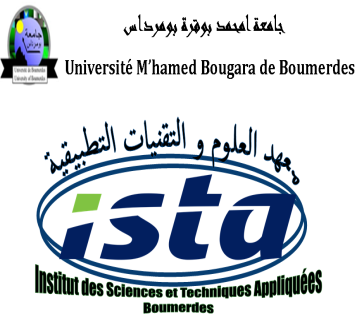 جامعة امحمد بوقرة بومرداس
Université M'hamed Bougara de Boumerdes
معهد العلوم و التقنيات التطبيقية
ista
Institut des Sciences et Techniques Appliquées
Boumerdes